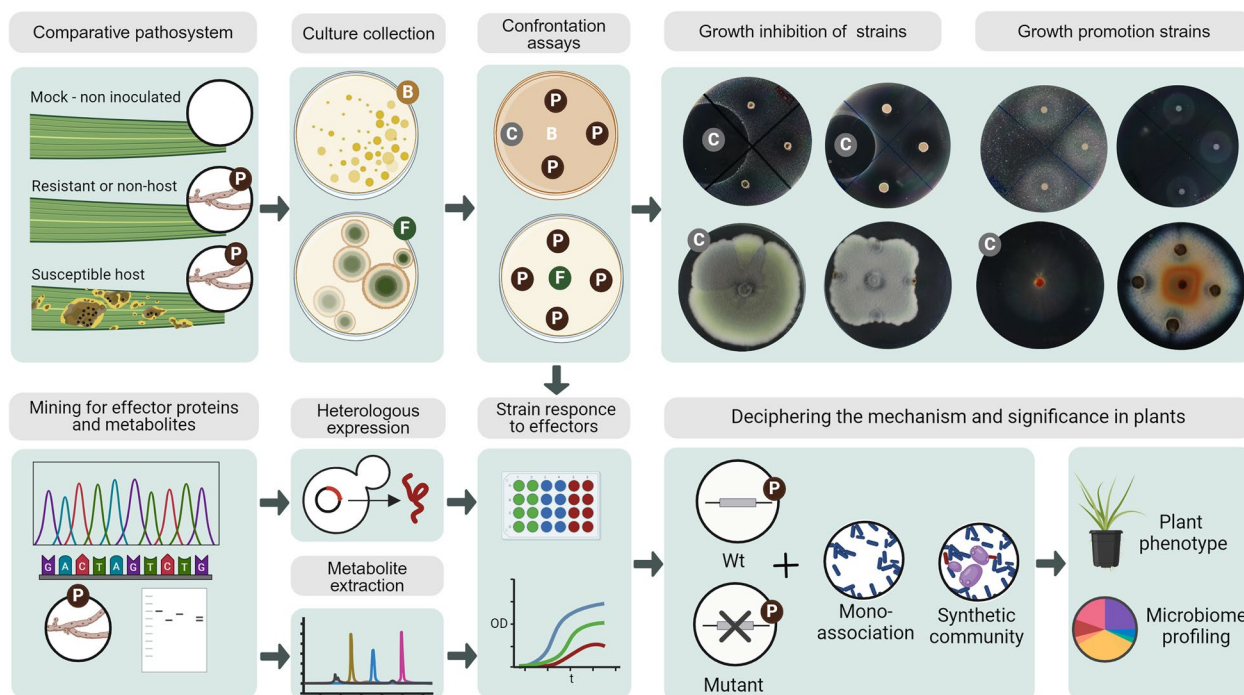 Comparative pathosystem
Culture collection
Confrontation
assays
Growth inhibition of strains
Growth promotion strains
Mock - non inoculated
Resistant or non-host
P
Susceptible host
P
B
F
P
C
B
P
P
P
P
F
P
P
C
C
C
C
Mining for effector proteins
and metabolites
Heterologous
expression
Strain responce
to effectors
Deciphering the mechanism and significance in plants
G A C T A G T C T G
P
Metabolite
extraction
OD
t
P
Wt
P
Mutant
+
Mono-
association
Synthetic
community
Plant
phenotype
Microbiome
profiling